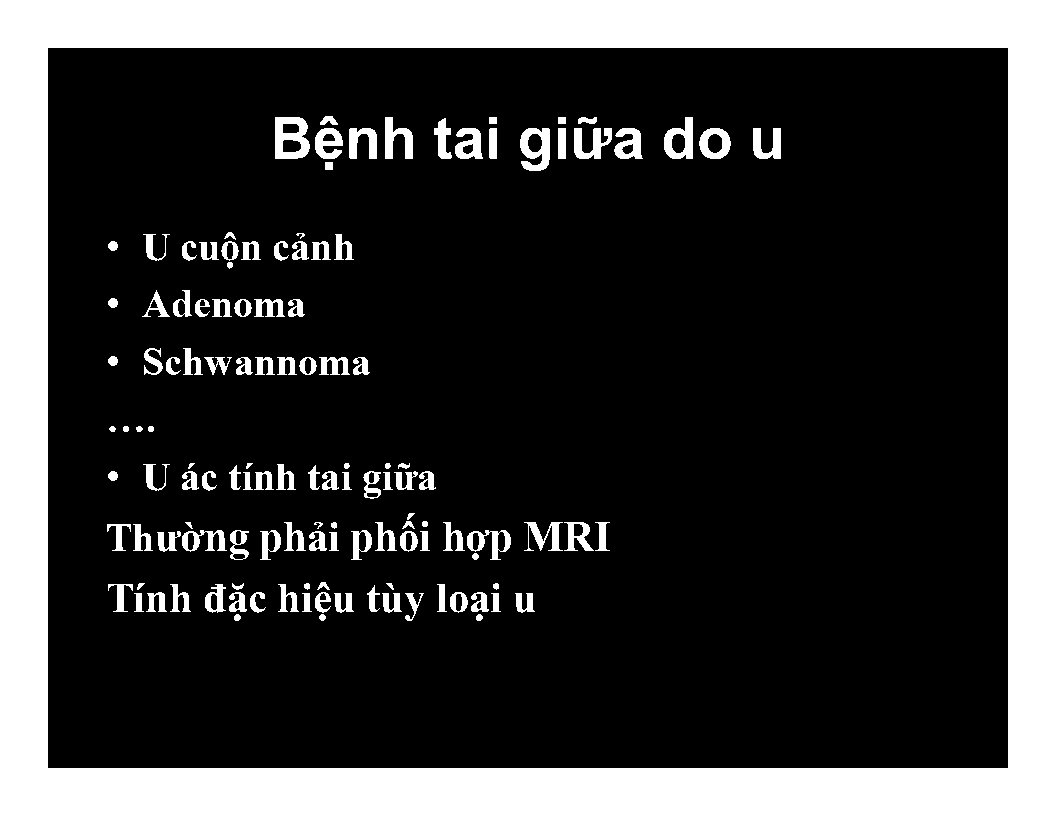 Bệnh tai giữa do u
• U cuộn cảnh
• Adenoma
• Schwannoma
….
• U ác tính tai giữa
Thường phải phối hợp MRI
Tính đặc hiệu tùy loại u